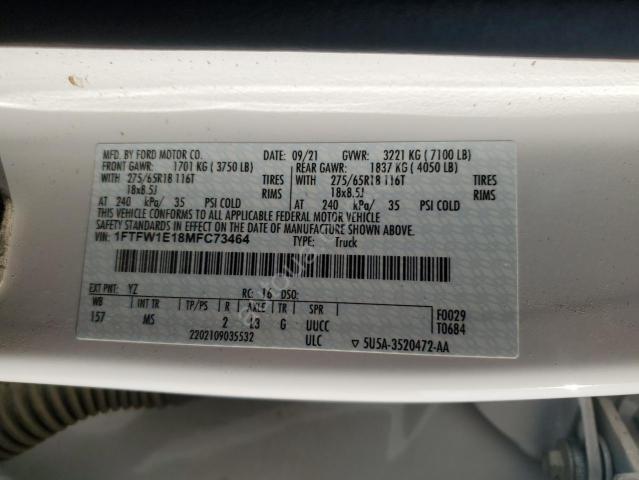 MFD. BY FORD MOTOR CO. DATE: 09/21 GVWR: 3221 KG ( 7100 LB)
FRONT GAWR: 1701 KG ( 3750 LB) REAR GAWR: 1837 KG ( 4050 LB)
WITH 275/65R18 116T TIRES WITH 275/65R18 116T TIRES
18x8.5J RIMS 18x8.5J RIMS
AT 240 kPa/ 35 PSI COLD AT 240 kPa/ 35 PSI COLD
THIS VEHICLE CONFORMS TO ALL APPLICABLE FEDERAL MOTOR VEHICLE
SAFETY STANDARDS IN EFFECT ON THE DATE OF MANUFACTURE SHOWN ABOVE.
VIN: 1FTFW1E18MFC73464 TYPE: Truck
EXT PNT: YZ RC: 16 DSO:
WB INT TR TP/PS R AXLE TR SPR F0029
157 MS 2 L3 G UUCC T0684
2202109035532 ULC ▽ 5U5A-3520472-AA